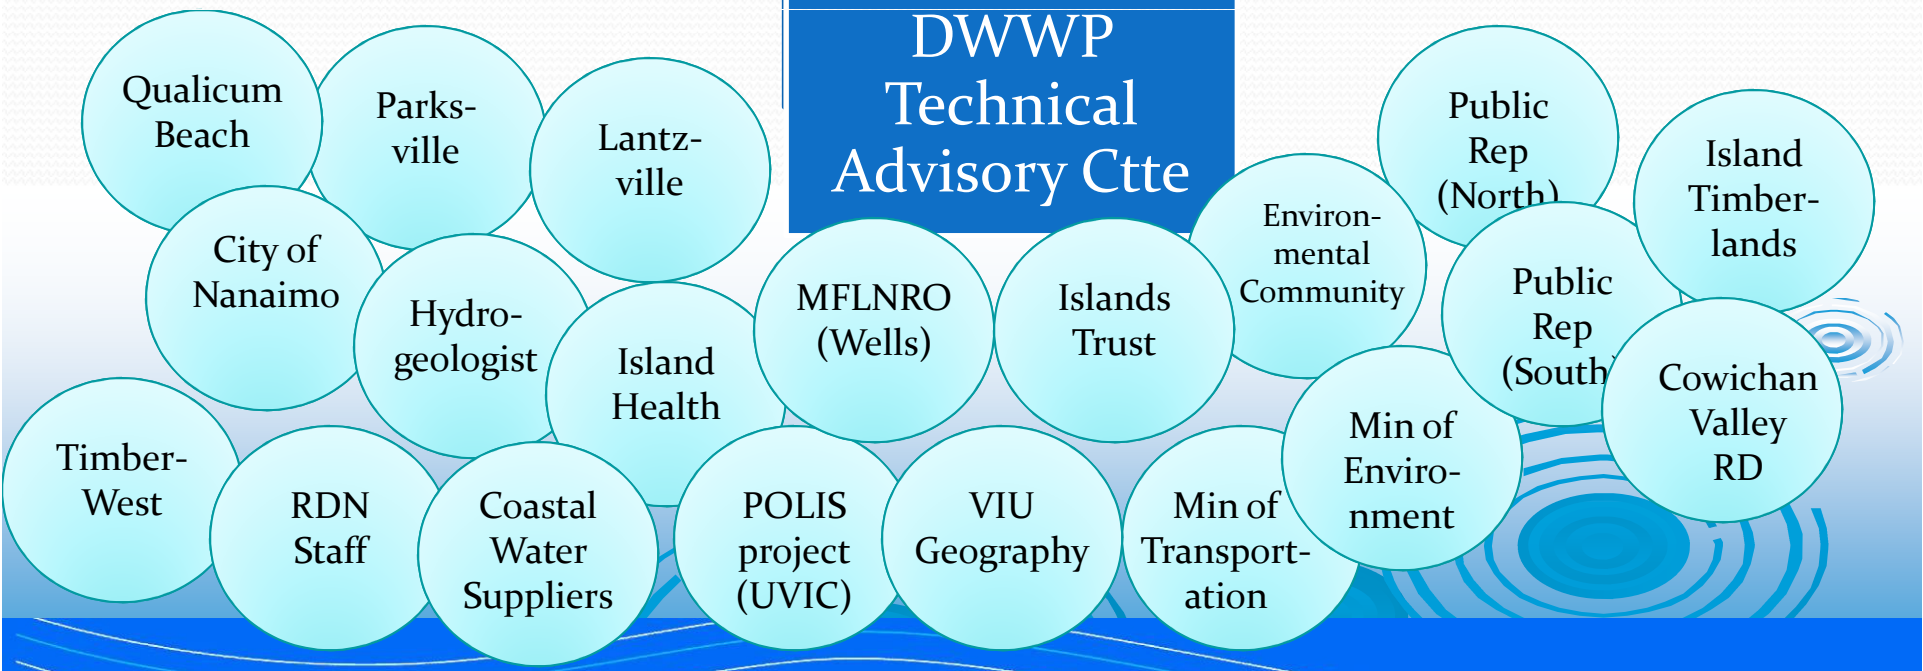 DWWP
Technical
Advisory Ctte
Qualicum
Beach
Parks-
ville
Lantz-
ville
City of
Nanaimo
Hydro-
geologist
Island
Health
MFLNRO
(Wells)
Islands
Trust
Environ-
mental
Community
Public
Rep
(North)
Island
Timber-
lands
Public
Rep
(South
Cowichan
Valley
RD
Min of
Enviro-
nment
Timber-
West
RDN
Staff
Coastal
Water
Suppliers
POLIS
project
(UVIC)
VIU
Geography
Min of
Transport-
ation